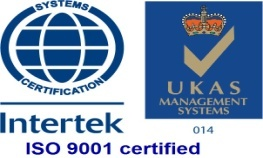 SYSTEMS
CERTIFICATION
Intertek
UKAS
MANAGEMENT
SYSTEMS
014
ISO 9001 certified